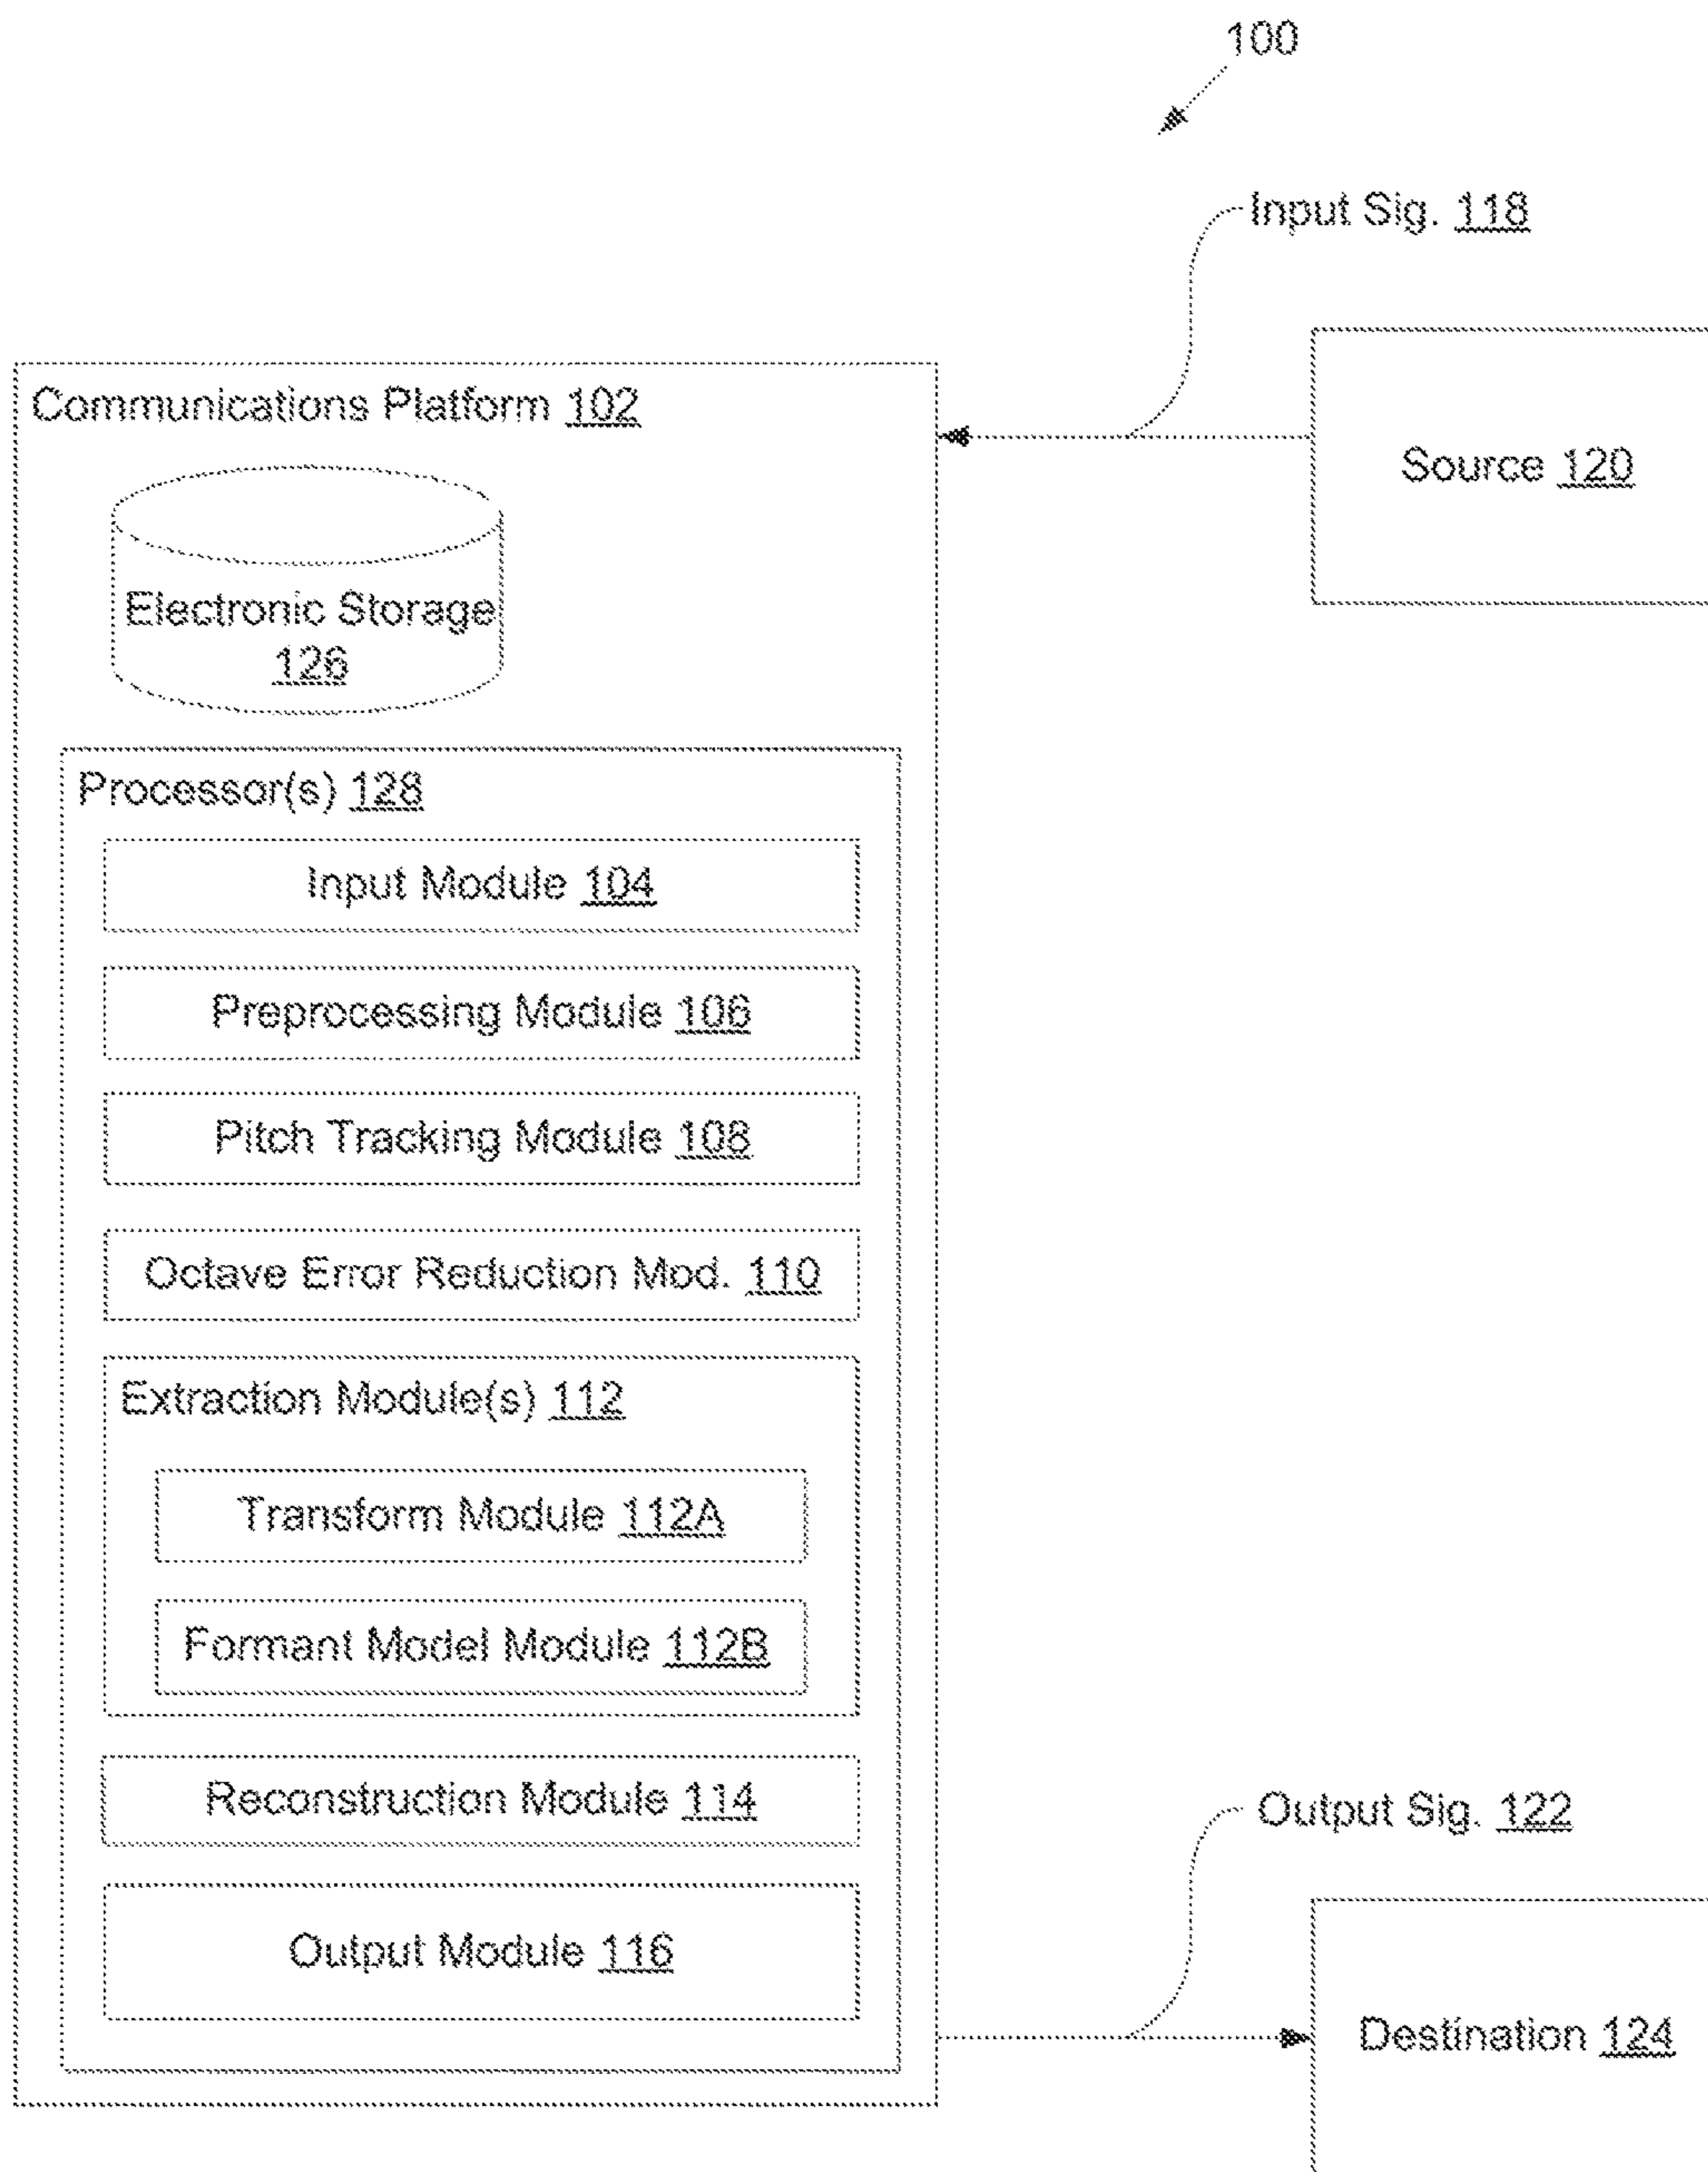 100
Input Sig. 118
Communications Platform 102
Source 120
Electronic Storage
126
Processor(s) 128
Input Module 104
Preprocessing Module 106
Pitch Tracking Module 108
Octave Error Reduction Mod. 110
Extraction Module(s) 112
Transform Module 112A
Formant Model Module 112B
Reconstruction Module 114
Output Sig. 122
Output Module 116
Destination 124